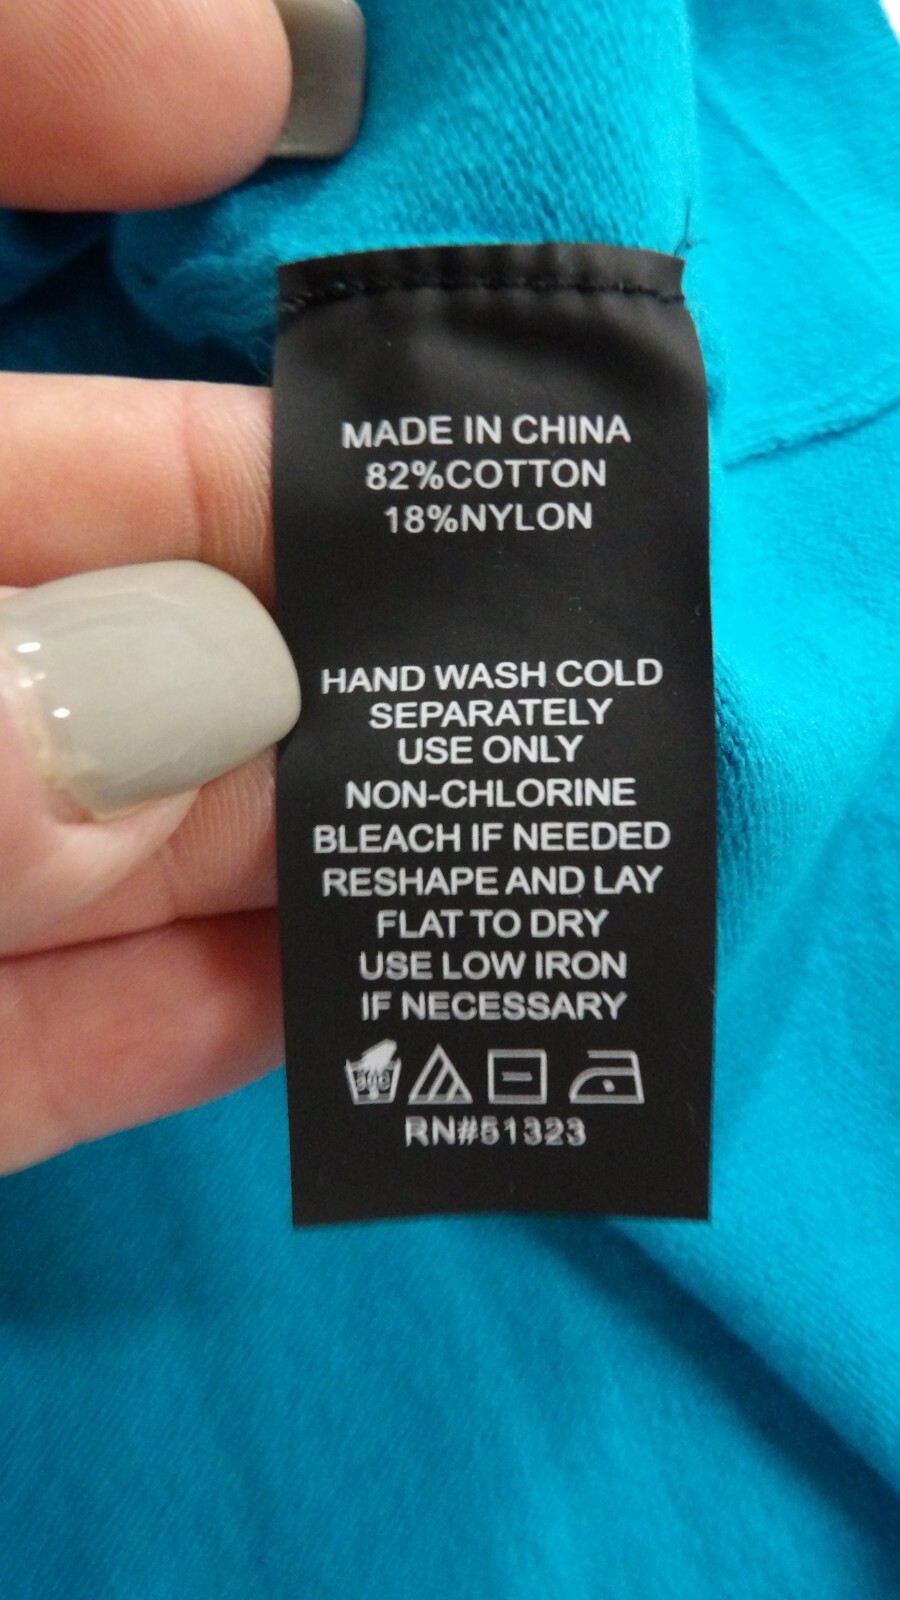 MADE IN CHINA
82%COTTON
18%NYLON
HAND WASH COLD
SEPARATELY
USE ONLY
NON-CHLORINE
BLEACH IF NEEDED
RESHAPE AND LAY
FLAT TO DRY
USE LOW IRON
IF NECESSARY
RN#51323